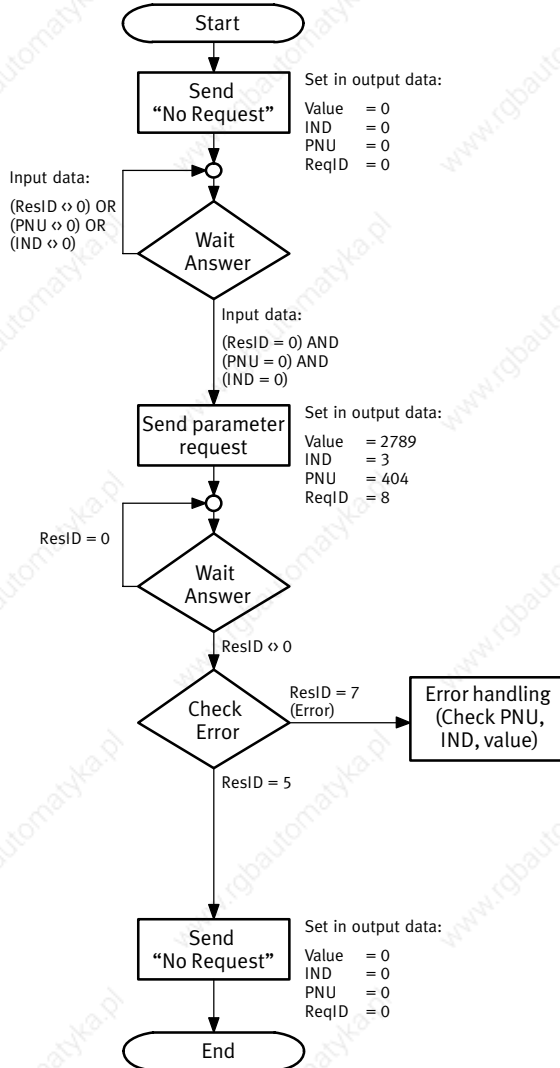 Start
Send
“No Request”
Set in output data:
Value = 0
IND = 0
PNU = 0
ReqID = 0
Input data:
(ResID <> 0) OR
(PNU <> 0) OR
(IND <> 0)
Wait
Answer
Input data:
(ResID = 0) AND
(PNU = 0) AND
(IND = 0)
Send parameter
request
Set in output data:
Value = 2789
IND = 3
PNU = 404
ReqID = 8
ResID = 0
Wait
Answer
ResID <> 0
Check
Error
ResID = 7
(Error)
Error handling
(Check PNU,
IND, value)
ResID = 5
Send
“No Request”
Set in output data:
Value = 0
IND = 0
PNU = 0
ReqID = 0
End
www.rgbautomatyka.pl